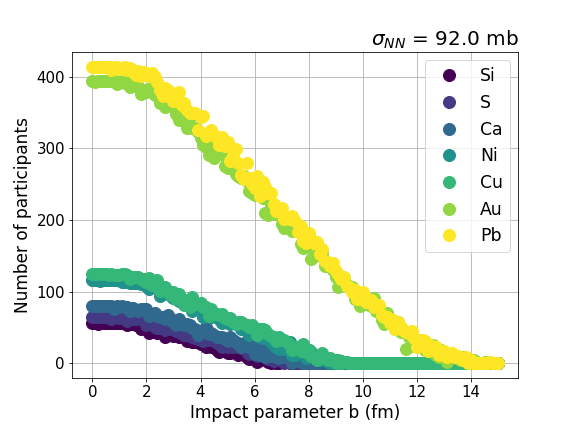 σNN = 92.0 mb
Number of participants
400
300
200
100
0
Si
S
Ca
Ni
Cu
Au
Pb
0 2 4 6 8 10 12 14
Impact parameter b (fm)